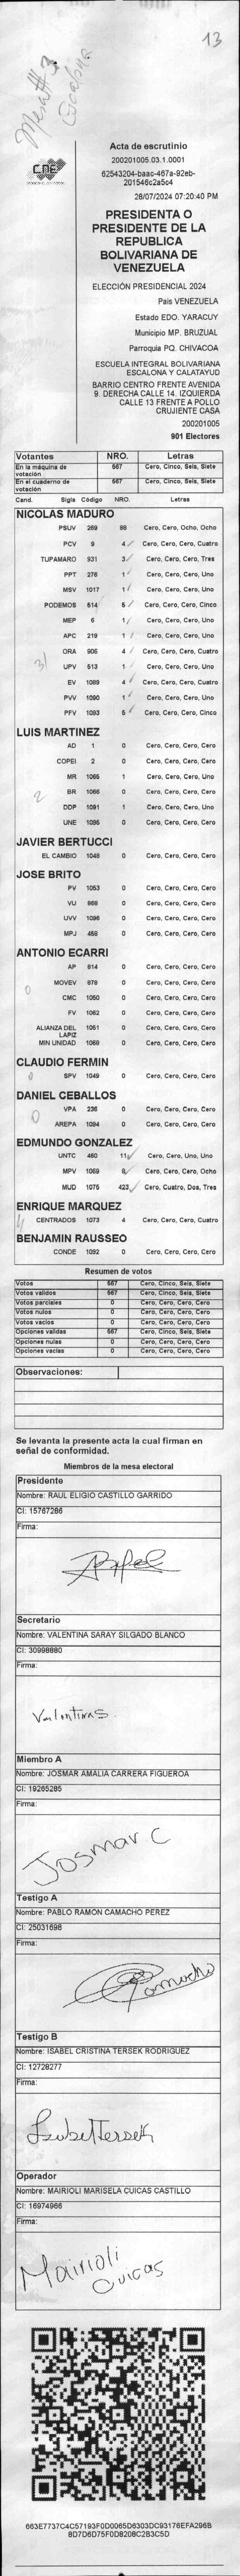 13
Mesa # 3
Escalona
CNE
Acta de escrutinio
200201005.03.1.0001
62543204-baac-467a-92eb-
201546c2a5c4
28/07/2024 07:20:40 PM
PRESIDENTA O
PRESIDENTE DE LA
REPUBLICA
BOLIVARIANA DE
VENEZUELA
ELECCIÓN PRESIDENCIAL 2024
Pais VENEZUELA
Estado EDO. YARACUY
Municipio MP. BRUZUAL
Parroquia PQ. CHIVACOA
ESCUELA INTEGRAL BOLIVARIANA
ESCALONA Y CALATAYUD
BARRIO CENTRO FRENTE AVENIDA
9. DERECHA CALLE 14. IZQUIERDA
CALLE 13 FRENTE A POLLO
CRUJIENTE CASA
200201005
901 Electores
Votantes NRO. Letras
En la máquina de votación 567 Cero, Cinco, Seis, Siete
En el cuaderno de votación 567 Cero, Cinco, Seis, Siete
Cand. Sigla Código NRO. Letras
NICOLAS MADURO
PSUV 269 88 Cero, Cero, Ocho, Ocho
PCV 9 4 Cero, Cero, Cero, Cuatro
TUPAMARO 931 3 Cero, Cero, Cero, Tres
PPT 276 1 Cero, Cero, Cero, Uno
MSV 1017 1 Cero, Cero, Cero, Uno
PODEMOS 514 5 Cero, Cero, Cero, Cinco
MEP 6 1 Cero, Cero, Cero, Uno
APC 219 1 Cero, Cero, Cero, Uno
ORA 906 4 Cero, Cero, Cero, Cuatro
UPV 513 1 Cero, Cero, Cero, Uno
EV 1089 4 Cero, Cero, Cero, Cuatro
PVV 1090 1 Cero, Cero, Cero, Uno
PFV 1093 5 Cero, Cero, Cero, Cinco
LUIS MARTINEZ
AD 1 0 Cero, Cero, Cero, Cero
COPEI 2 0 Cero, Cero, Cero, Cero
MR 1065 1 Cero, Cero, Cero, Uno
2
BR 1066 0 Cero, Cero, Cero, Cero
DDP 1091 1 Cero, Cero, Cero, Uno
UNE 1095 0 Cero, Cero, Cero, Cero
JAVIER BERTUCCI
EL CAMBIO 1048 0 Cero, Cero, Cero, Cero
JOSE BRITO
PV 1053 0 Cero, Cero, Cero, Cero
VU 868 0 Cero, Cero, Cero, Cero
UVV 1096 0 Cero, Cero, Cero, Cero
MPJ 458 0 Cero, Cero, Cero, Cero
ANTONIO ECARRI
AP 814 0 Cero, Cero, Cero, Cero
MOVEV 878 0 Cero, Cero, Cero, Cero
0
CMC 1050 0 Cero, Cero, Cero, Cero
FV 1062 0 Cero, Cero, Cero, Cero
ALIANZA DEL LAPIZ 1051 0 Cero, Cero, Cero, Cero
MIN UNIDAD 1069 0 Cero, Cero, Cero, Cero
CLAUDIO FERMIN
0
SPV 1049 0 Cero, Cero, Cero, Cero
DANIEL CEBALLOS
VPA 236 0 Cero, Cero, Cero, Cero
0
AREPA 1094 0 Cero, Cero, Cero, Cero
EDMUNDO GONZALEZ
UNTC 460 11 Cero, Cero, Uno, Uno
MPV 1069 8 Cero, Cero, Cero, Ocho
MUD 1075 423 Cero, Cuatro, Dos, Tres
ENRIQUE MARQUEZ
4
CENTRADOS 1073 4 Cero, Cero, Cero, Cuatro
BENJAMIN RAUSSEO
CONDE 1092 0 Cero, Cero, Cero, Cero
Resumen de votos
Votos 567 Cero, Cinco, Seis, Siete
Votos validos 567 Cero, Cinco, Seis, Siete
Votos parciales 0 Cero, Cero, Cero, Cero
Votos nulos 0 Cero, Cero, Cero, Cero
Votos vacios 0 Cero, Cero, Cero, Cero
Opciones validas 567 Cero, Cinco, Seis, Siete
Opciones nulas 0 Cero, Cero, Cero, Cero
Opciones vacias 0 Cero, Cero, Cero, Cero
Observaciones:
Se levanta la presente acta la cual firman en
señal de conformidad.
Miembros de la mesa electoral
Presidente
Nombre: RAUL ELIGIO CASTILLO GARRIDO
CI: 15767286
Firma:
Secretario
Nombre: VALENTINA SARAY SILGADO BLANCO
CI: 30998880
Firma:
Valentina S.
Miembro A
Nombre: JOSMAR AMALIA CARRERA FIGUEROA
CI: 19265285
Firma:
Josmar C
Testigo A
Nombre: PABLO RAMON CAMACHO PEREZ
CI: 25031698
Firma:
Camacho
Testigo B
Nombre: ISABEL CRISTINA TERSEK RODRIGUEZ
CI: 12728277
Firma:
Isabel Tersek
Operador
Nombre: MAIRIOLI MARISELA CUICAS CASTILLO
CI: 16974966
Firma:
Mairioli
Cuicas
663E7737C4C57193F0D0065D6303DC93176EFA296B
8D7D6D75F0D8208C2B3C5D